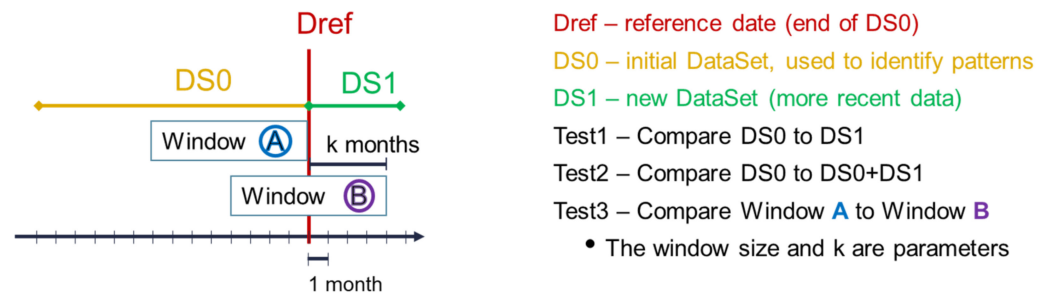 Dref
DS0
DS1
Window A
k months
Window B
1 month
Dref – reference date (end of DS0)
DS0 – initial DataSet, used to identify patterns
DS1 – new DataSet (more recent data)
Test1 – Compare DS0 to DS1
Test2 – Compare DS0 to DS0+DS1
Test3 – Compare Window A to Window B
• The window size and k are parameters